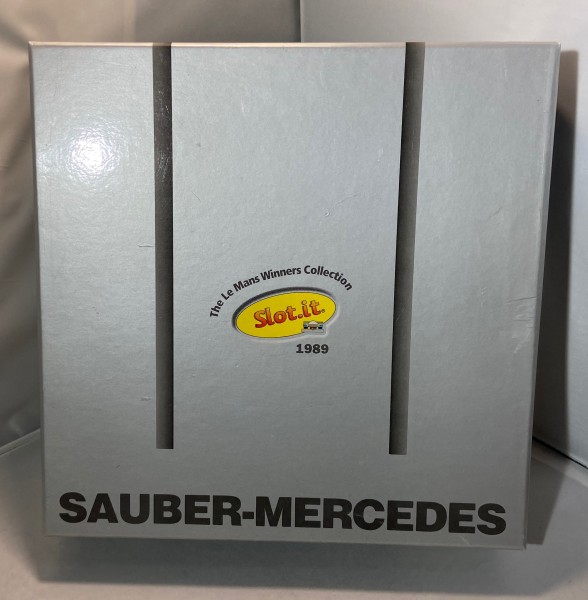 The Le Mans Winners Collection
Slot.it®
1989
SAUBER-MERCEDES